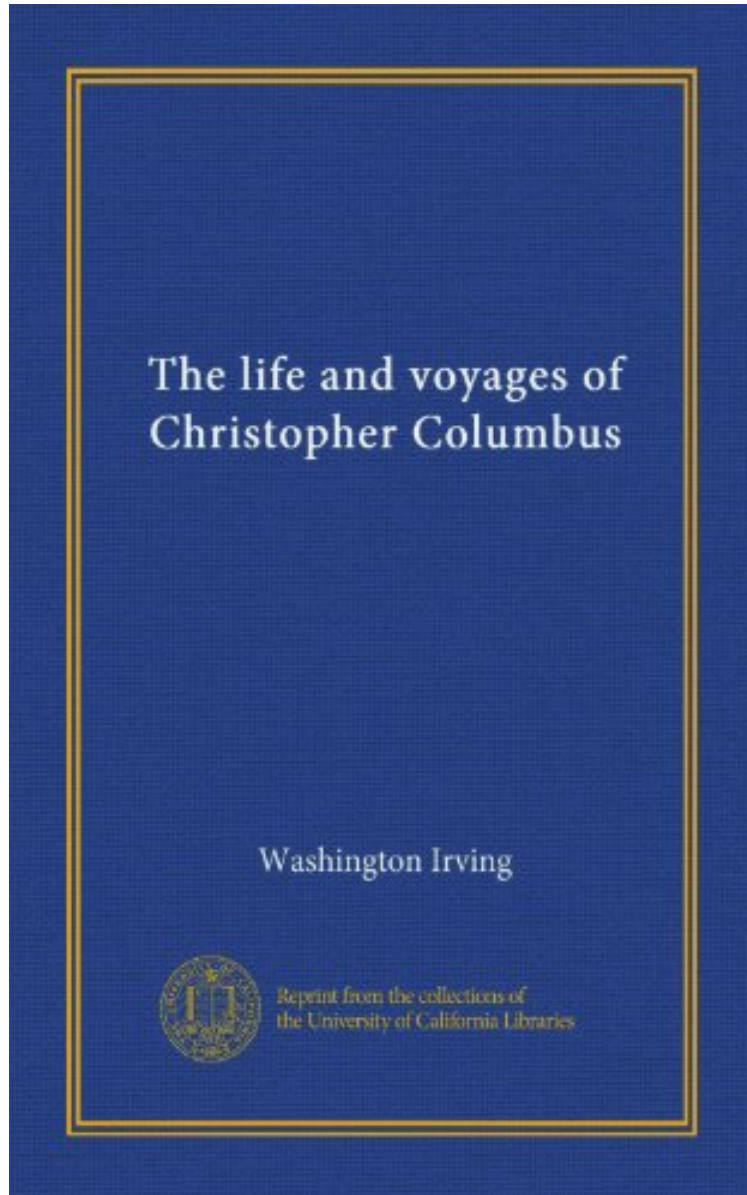 The life and voyages of
Christopher Columbus
Washington Irving
Reprint from the collections of
the University of California Libraries